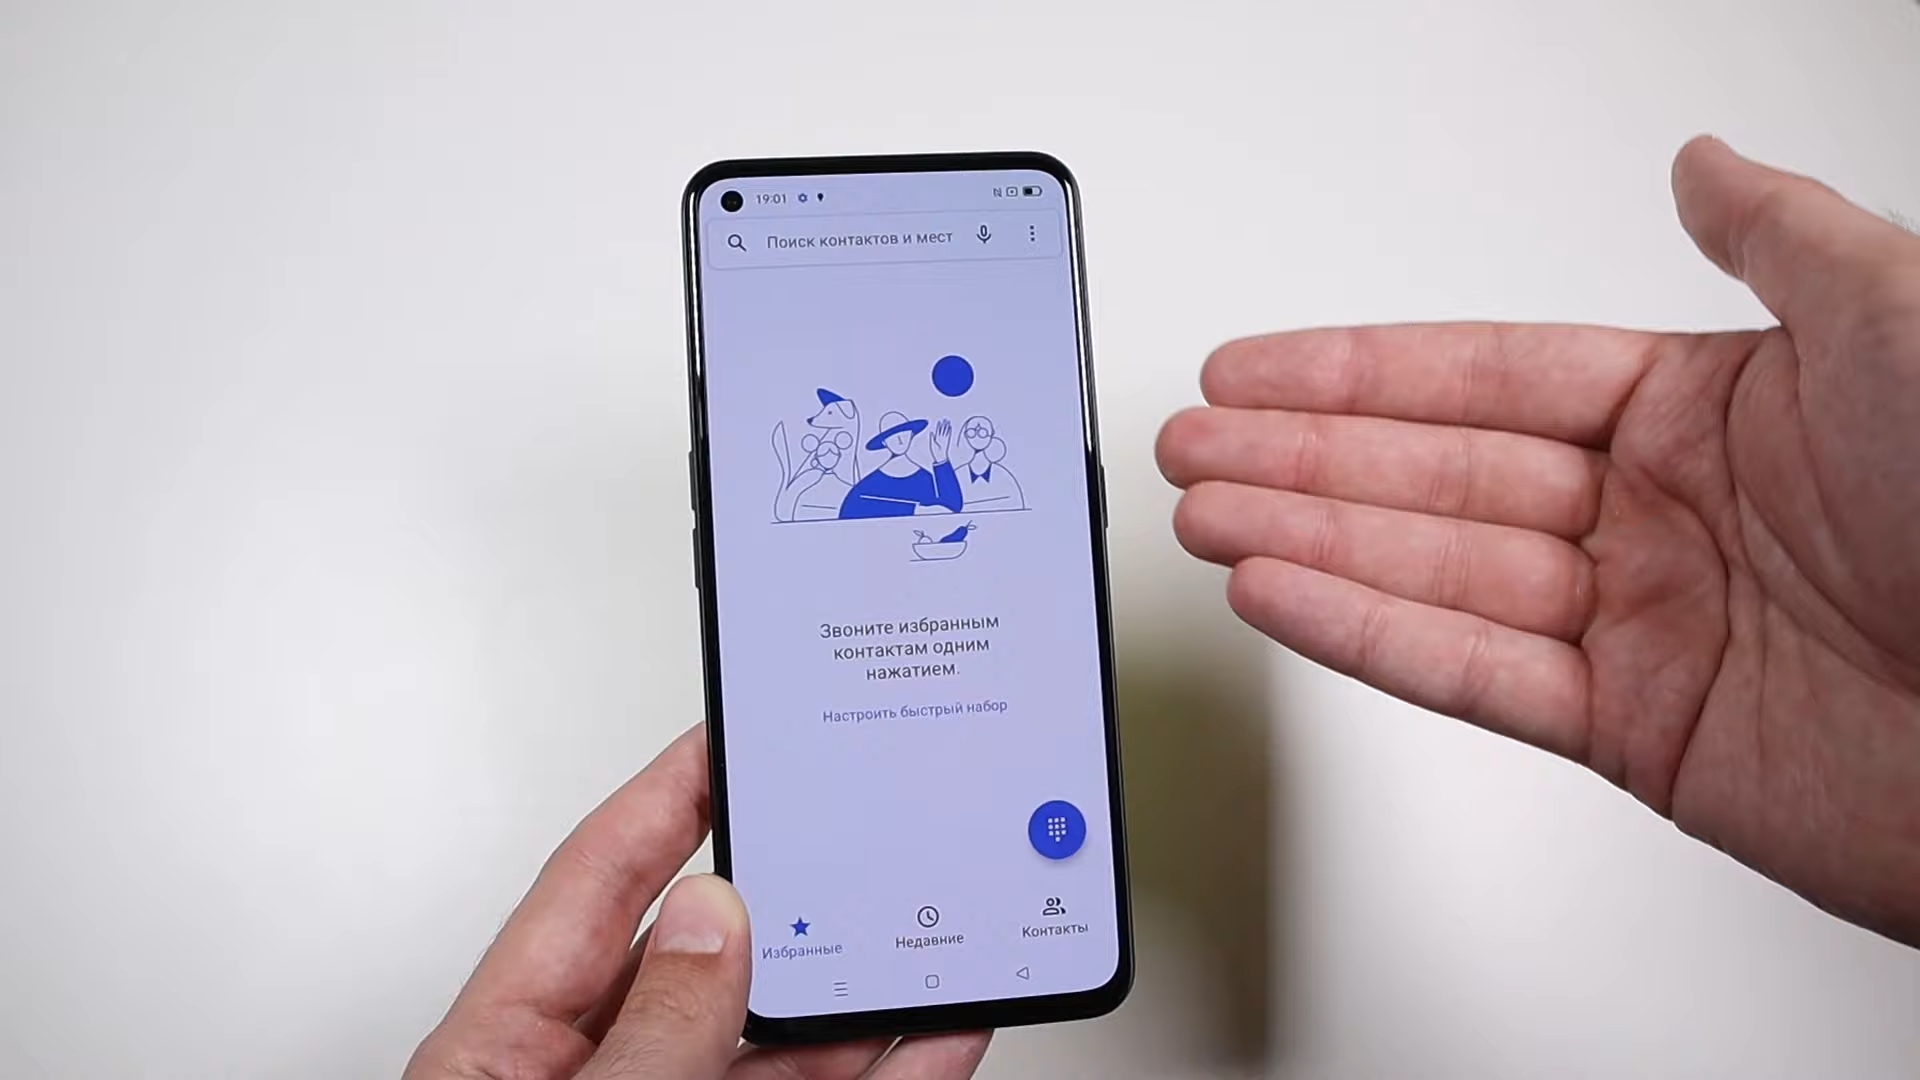 19:01
Поиск контактов и мест
Звоните избранным
контактам одним
нажатием.
Настроить быстрый набор
Избранные
Недавние
Контакты